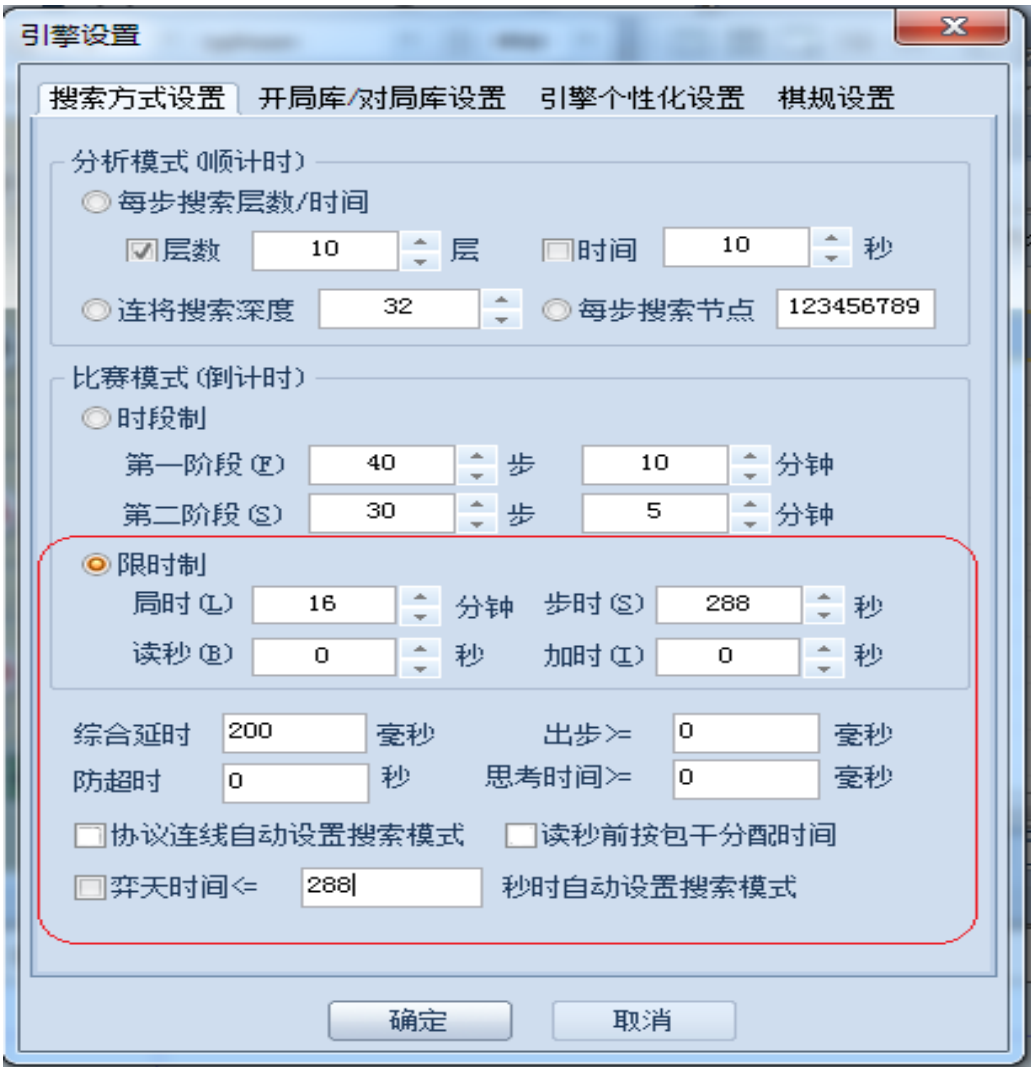 引擎设置
搜索方式设置 开局库/对局库设置 引擎个性化设置 棋规设置
分析模式(顺计时)
每步搜索层数/时间
层数 10 层 时间 10 秒
连将搜索深度 32 每步搜索节点 123456789
比赛模式(倒计时)
时段制
第一阶段(F) 40 步 10 分钟
第二阶段(S) 30 步 5 分钟
限时制
局时(L) 16 分钟 步时(S) 288 秒
读秒(B) 0 秒 加时(I) 0 秒
综合延时 200 毫秒 出步>= 0 毫秒
防超时 0 秒 思考时间>= 0 毫秒
协议连线自动设置搜索模式 读秒前按包干分配时间
弈天时间<= 288 秒时自动设置搜索模式
确定 取消